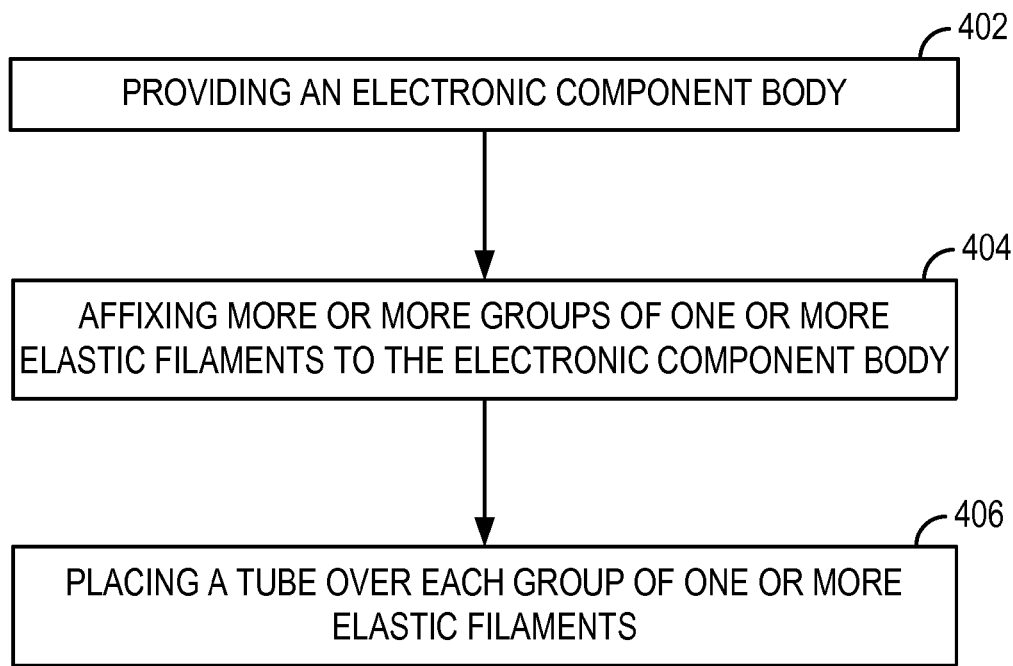 402
PROVIDING AN ELECTRONIC COMPONENT BODY
404
AFFIXING MORE OR MORE GROUPS OF ONE OR MORE
ELASTIC FILAMENTS TO THE ELECTRONIC COMPONENT BODY
406
PLACING A TUBE OVER EACH GROUP OF ONE OR MORE
ELASTIC FILAMENTS